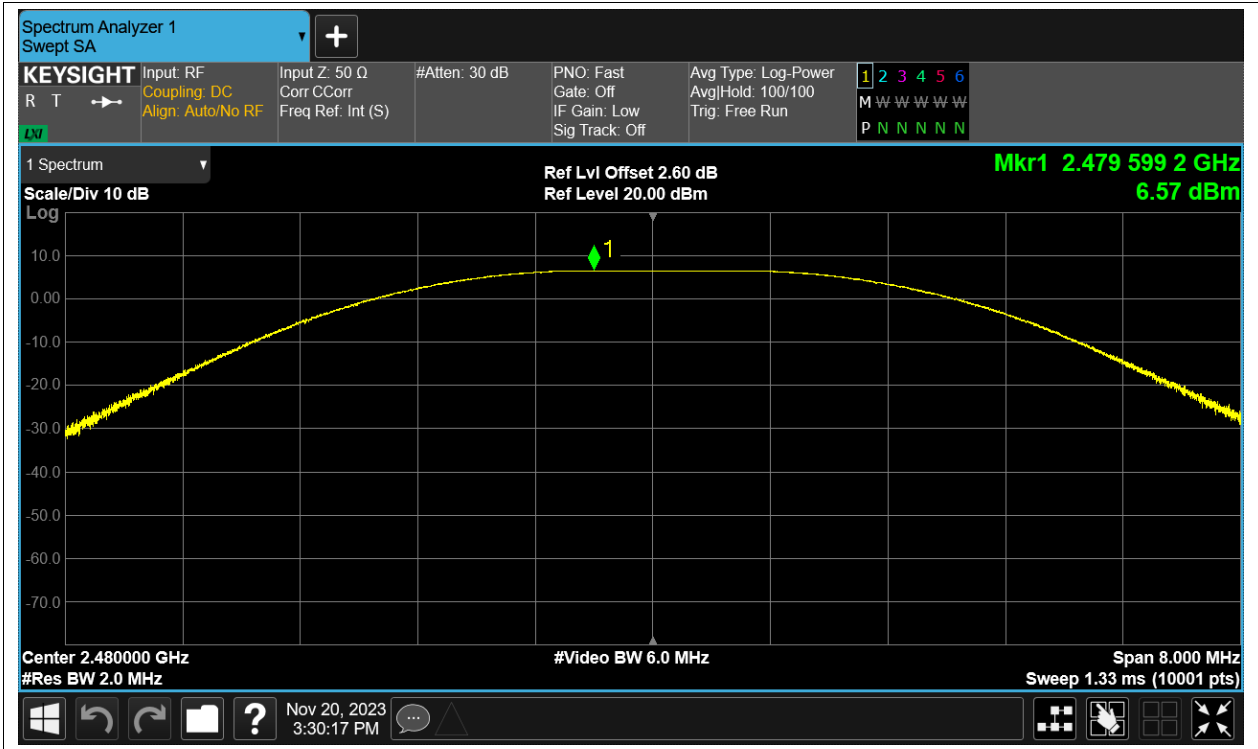 Spectrum Analyzer 1
Swept SA
KEYSIGHT
R T
LXI
Input: RF
Coupling: DC
Align: Auto/No RF
Input Z: 50 Ω
Corr CCorr
Freq Ref: Int (S)
#Atten: 30 dB
PNO: Fast
Gate: Off
IF Gain: Low
Sig Track: Off
Avg Type: Log-Power
Avg|Hold: 100/100
Trig: Free Run
1 2 3 4 5 6
M W W W W W
P N N N N N
1 Spectrum
Scale/Div 10 dB
Log
Ref Lvl Offset 2.60 dB
Ref Level 20.00 dBm
Mkr1 2.479 599 2 GHz
6.57 dBm
1
10.0
0.00
-10.0
-20.0
-30.0
-40.0
-50.0
-60.0
-70.0
Center 2.480000 GHz
#Res BW 2.0 MHz
#Video BW 6.0 MHz
Span 8.000 MHz
Sweep 1.33 ms (10001 pts)
?
Nov 20, 2023
3:30:17 PM